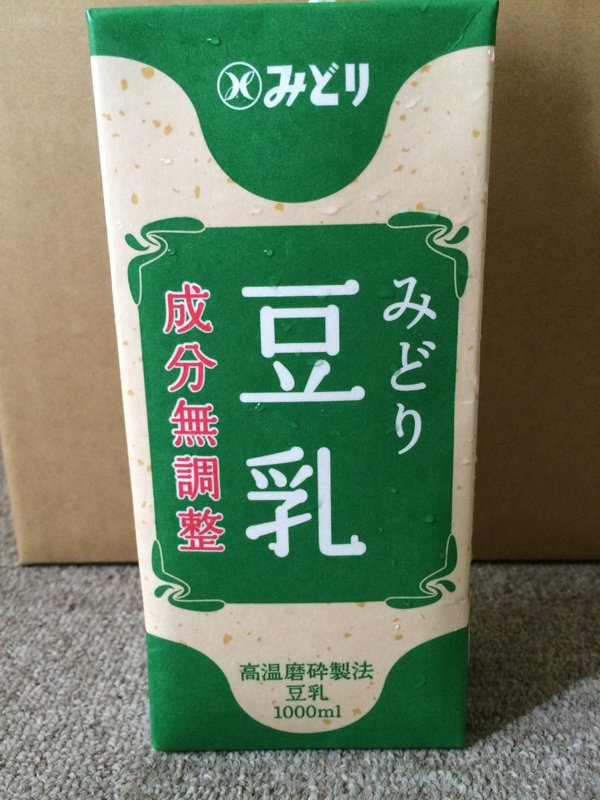 みどり
みどり
豆乳
成分無調整
高温磨砕製法
豆乳
1000ml